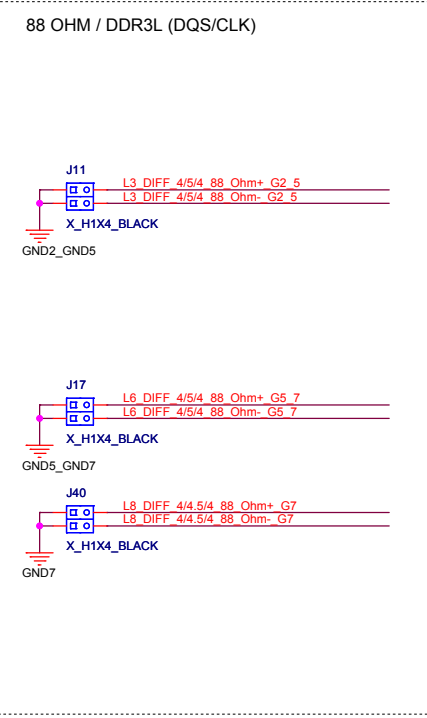 88 OHM / DDR3L (DQS/CLK)
J11
L3_DIFF_4/5/4_88_Ohm+_G2_5
L3_DIFF_4/5/4_88_Ohm-_G2_5
X_H1X4_BLACK
GND2_GND5
J17
L6_DIFF_4/5/4_88_Ohm+_G5_7
L6_DIFF_4/5/4_88_Ohm-_G5_7
X_H1X4_BLACK
GND5_GND7
J40
L8_DIFF_4/4.5/4_88_Ohm+_G7
L8_DIFF_4/4.5/4_88_Ohm-_G7
X_H1X4_BLACK
GND7